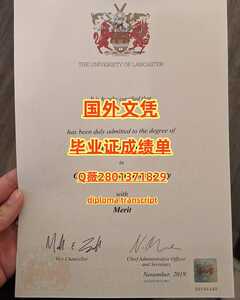 THE UNIVERSITY OF LANCASTER
国外文凭
has been duly admitted to the degree of
毕业证成绩单
in
Q薇2801371829
diploma transcript
with
Merit
Vice Chancellor
Chief Administrative Officer
and Secretary
November, 2019